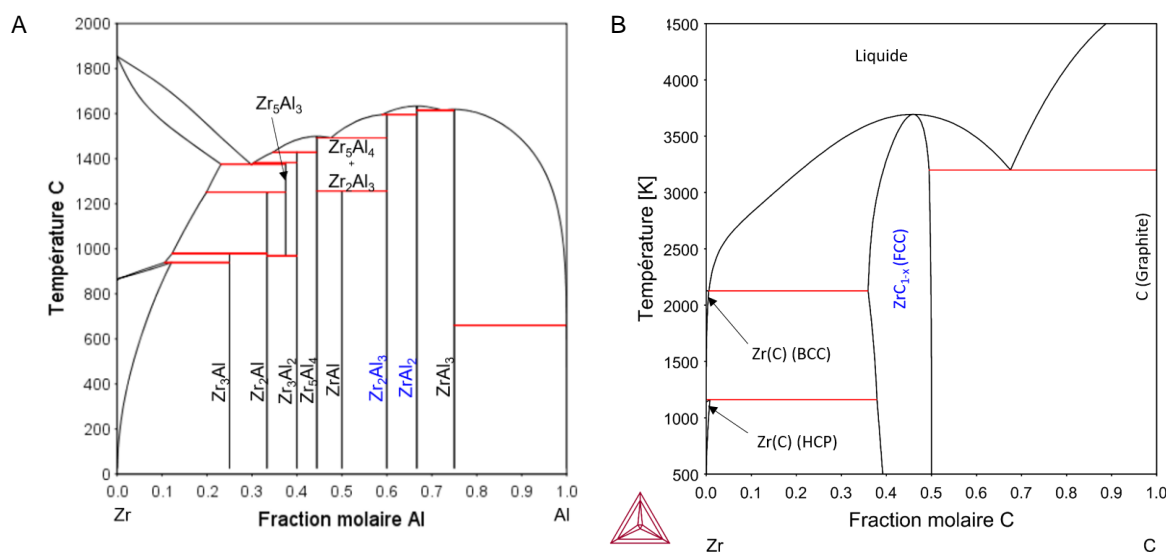 A
Température C
2000
1800
1600
1400
1200
1000
800
600
400
200
0
Zr₅Al₃
Zr₅Al₄
+
Zr₂Al₃
Zr₃Al
Zr₂Al
Zr₃Al₂
Zr₅Al₄
ZrAl
Zr₂Al₃
ZrAl₂
ZrAl₃
0.0 0.1 0.2 0.3 0.4 0.5 0.6 0.7 0.8 0.9 1.0
Zr
Fraction molaire Al
Al
B
Température [K]
4500
4000
3500
3000
2500
2000
1500
1000
500
Liquide
ZrC₁₋ₓ (FCC)
C (Graphite)
Zr(C) (BCC)
Zr(C) (HCP)
0.0 0.1 0.2 0.3 0.4 0.5 0.6 0.7 0.8 0.9 1.0
Fraction molaire C
Zr
C